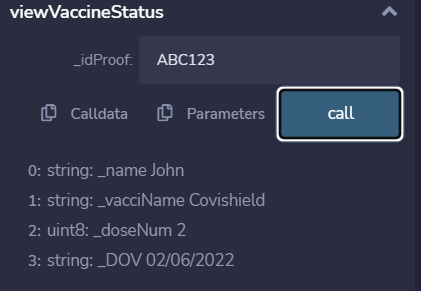 viewVaccineStatus
_idProof: ABC123
Calldata Parameters call
0: string: _name John
1: string: _vacciName Covishield
2: uint8: _doseNum 2
3: string: _DOV 02/06/2022